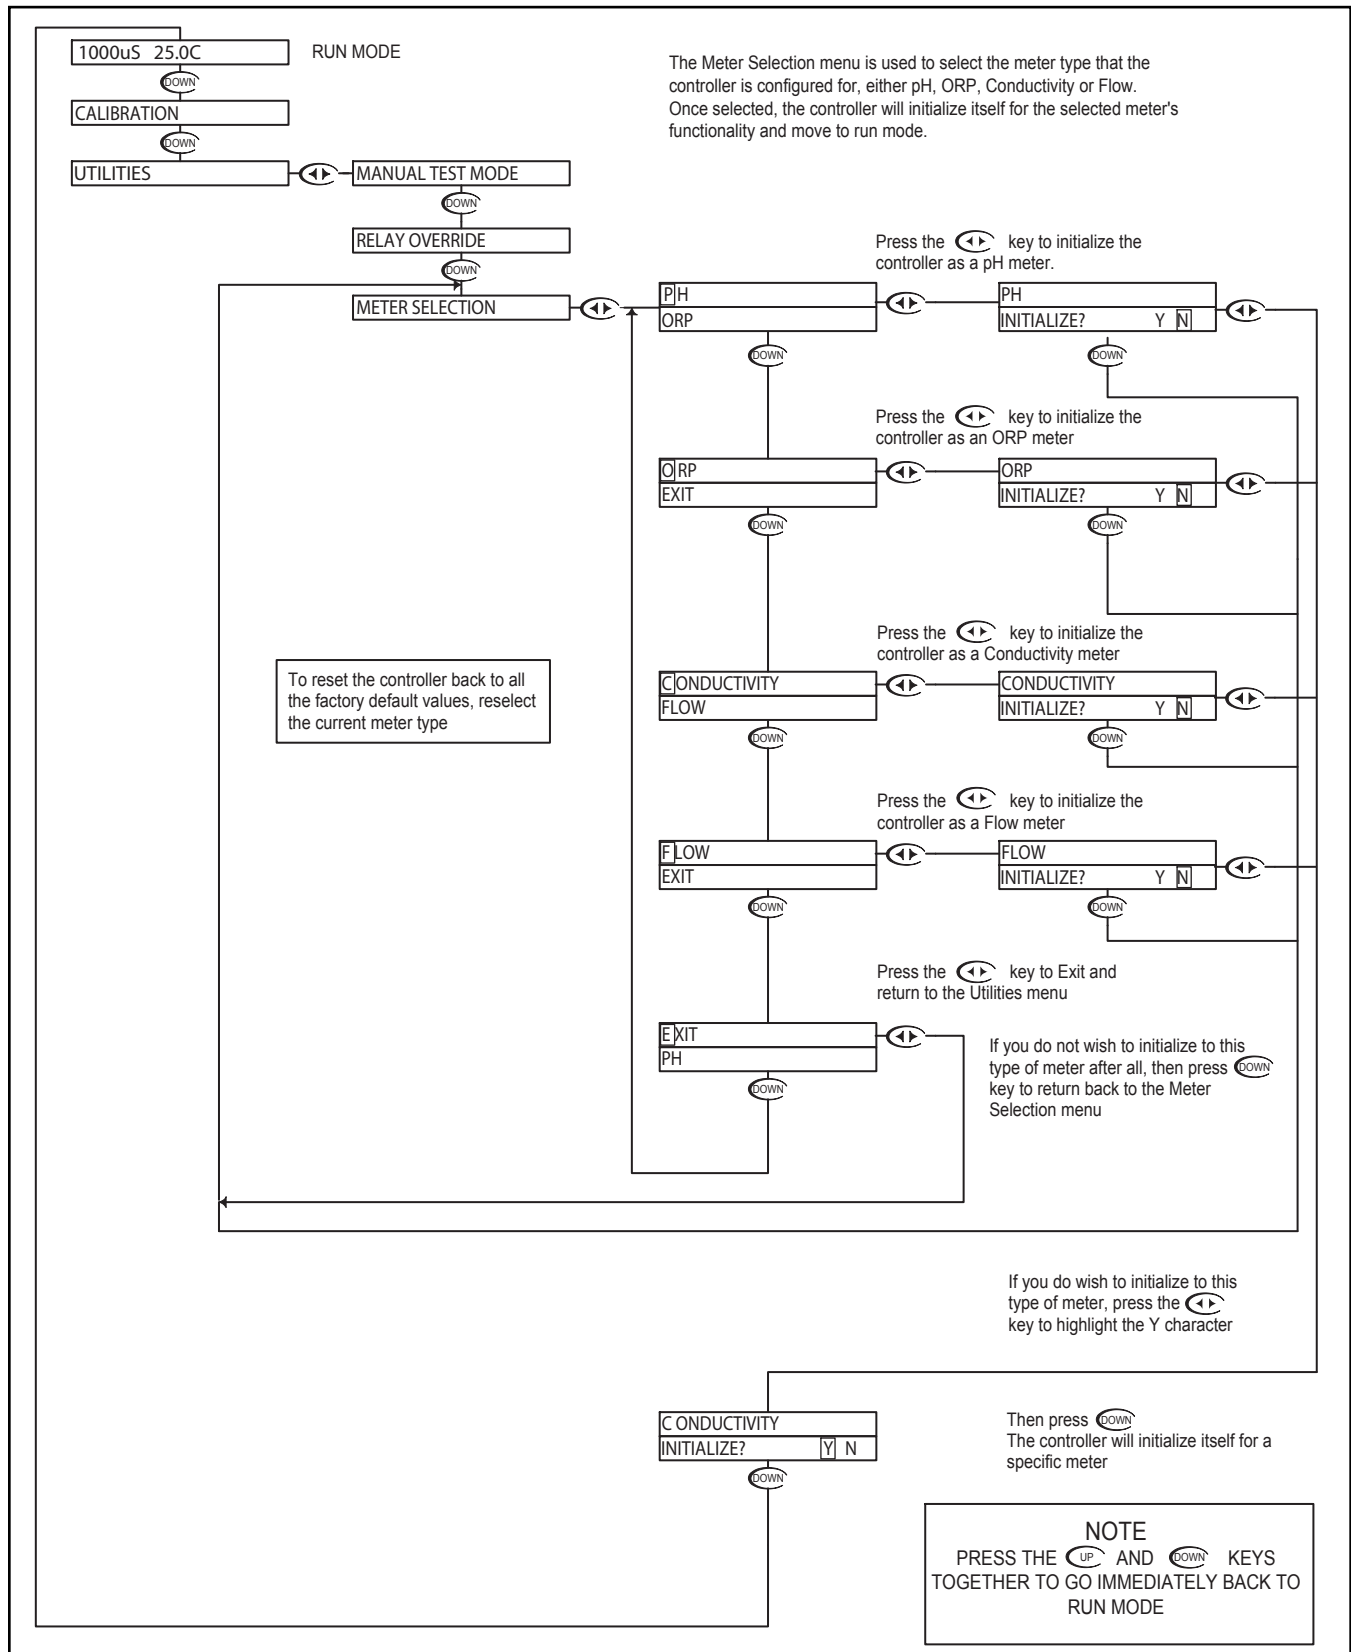 1000uS 25.0C
RUN MODE
The Meter Selection menu is used to select the meter type that the
controller is configured for, either pH, ORP, Conductivity or Flow.
Once selected, the controller will initialize itself for the selected meter's
functionality and move to run mode.
DOWN
CALIBRATION
DOWN
UTILITIES
MANUAL TEST MODE
DOWN
RELAY OVERRIDE
DOWN
METER SELECTION
Press the key to initialize the
controller as a pH meter.
PH
ORP
PH
INITIALIZE? Y N
DOWN
DOWN
Press the key to initialize the
controller as an ORP meter
ORP
EXIT
ORP
INITIALIZE? Y N
DOWN
DOWN
Press the key to initialize the
controller as a Conductivity meter
To reset the controller back to all
the factory default values, reselect
the current meter type
CONDUCTIVITY
FLOW
CONDUCTIVITY
INITIALIZE? Y N
DOWN
DOWN
Press the key to initialize the
controller as a Flow meter
FLOW
EXIT
FLOW
INITIALIZE? Y N
DOWN
DOWN
Press the key to Exit and
return to the Utilities menu
EXIT
PH
DOWN
If you do not wish to initialize to this
type of meter after all, then press DOWN
key to return back to the Meter
Selection menu
If you do wish to initialize to this
type of meter, press the
key to highlight the Y character
C ONDUCTIVITY
INITIALIZE? Y N
DOWN
Then press DOWN
The controller will initialize itself for a
specific meter
NOTE
PRESS THE UP AND DOWN KEYS
TOGETHER TO GO IMMEDIATELY BACK TO
RUN MODE